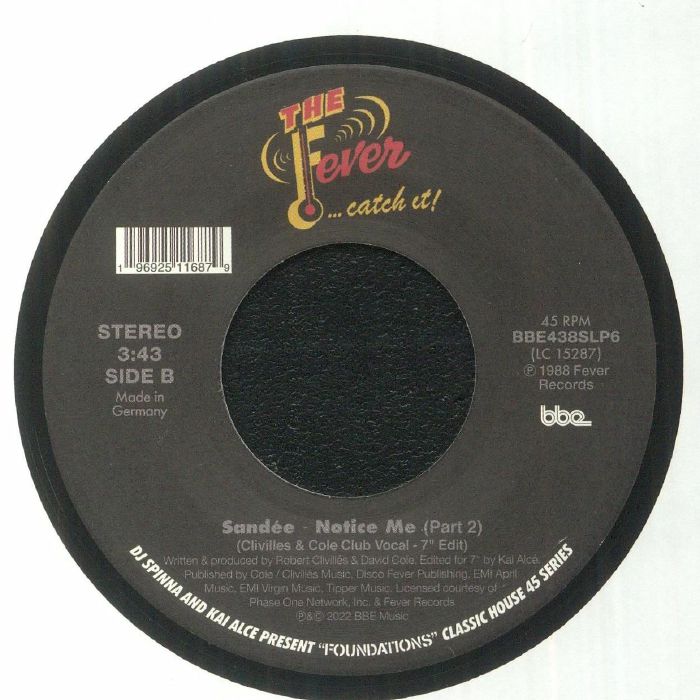 THE
Fever
...catch it!
1 96925 11687 9
STEREO
3:43
SIDE B
Made in
Germany
45 RPM
BBE438SLP6
(LC 15287)
℗ 1988 Fever
Records
bbe
Sandée - Notice Me (Part 2)
(Clivilles & Cole Club Vocal - 7" Edit)
Written & produced by Robert Clivillés & David Cole. Edited for 7" by Kai Alcé.
Published by Cole / Clivillés Music, Disco Fever Publishing, EMI April
Music, EMI Virgin Music, Tipper Music. Licensed courtesy of
Phase One Network, Inc. & Fever Records
℗&© 2022 BBE Music
DJ SPINNA AND KAI ALCE PRESENT "FOUNDATIONS" CLASSIC HOUSE 45 SERIES